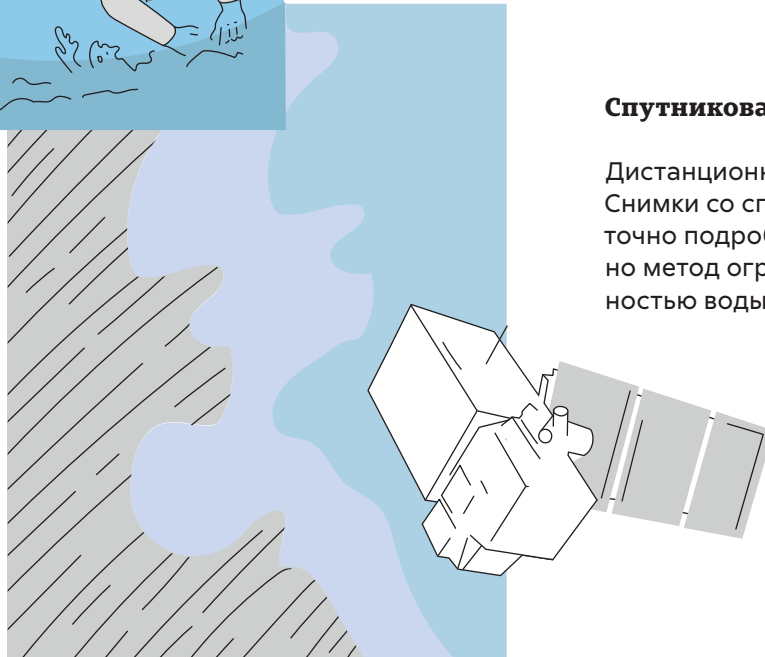 Спутникова
Дистанционн
Снимки со сп
точно подроб
но метод огр
ностью воды